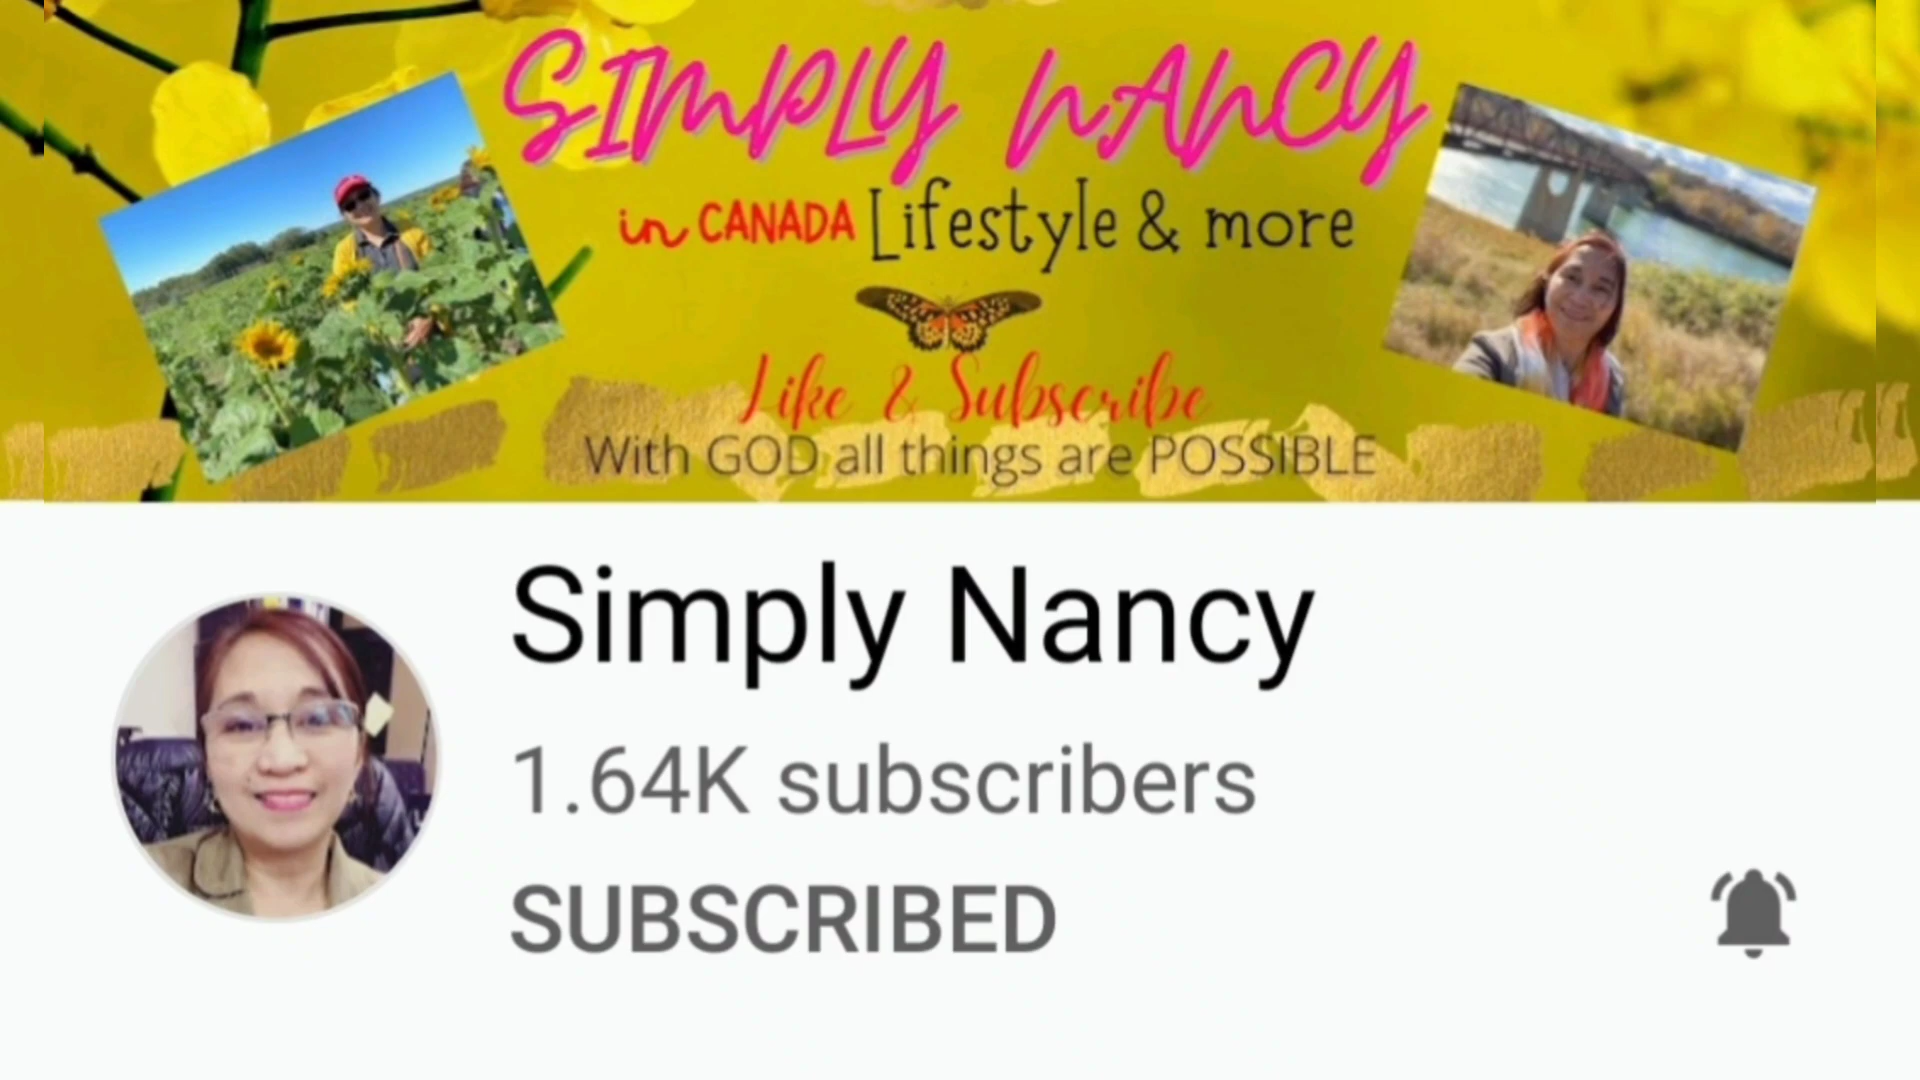 SIMPLY NANCY
in CANADA Lifestyle & more
Like & Subscribe
With GOD all things are POSSIBLE
Simply Nancy
1.64K subscribers
SUBSCRIBED